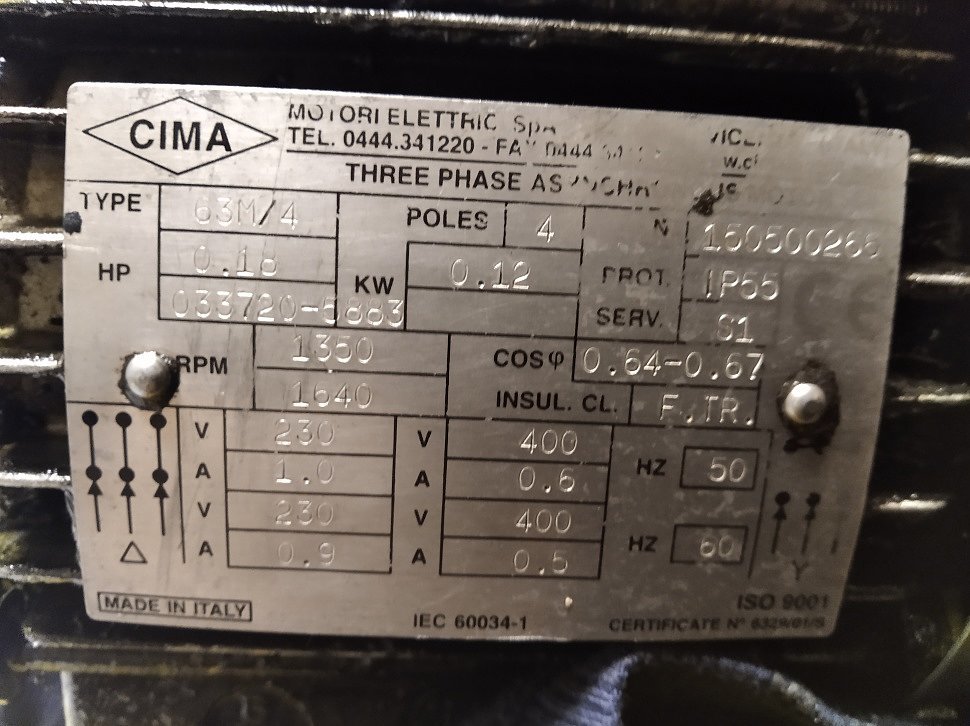 CIMA
MOTORI ELETTRIC SpA
TEL. 0444.341220 - FA 0444
THREE PHASE
TYPE 63M/4 POLES 4 N
HP 0.18 KW 0.12 PROT. IP55
033720-5883 SERV. S1
RPM 1350 COSφ 0.64-0.67
1640 INSUL. CL. F.TR.
V 230 V 400 HZ 50
A 1.0 A 0.6
V 230 V 400 HZ 60
A 0.9 A 0.5
△ Y
MADE IN ITALY IEC 60034-1 ISO 9001
CERTIFICATE N°